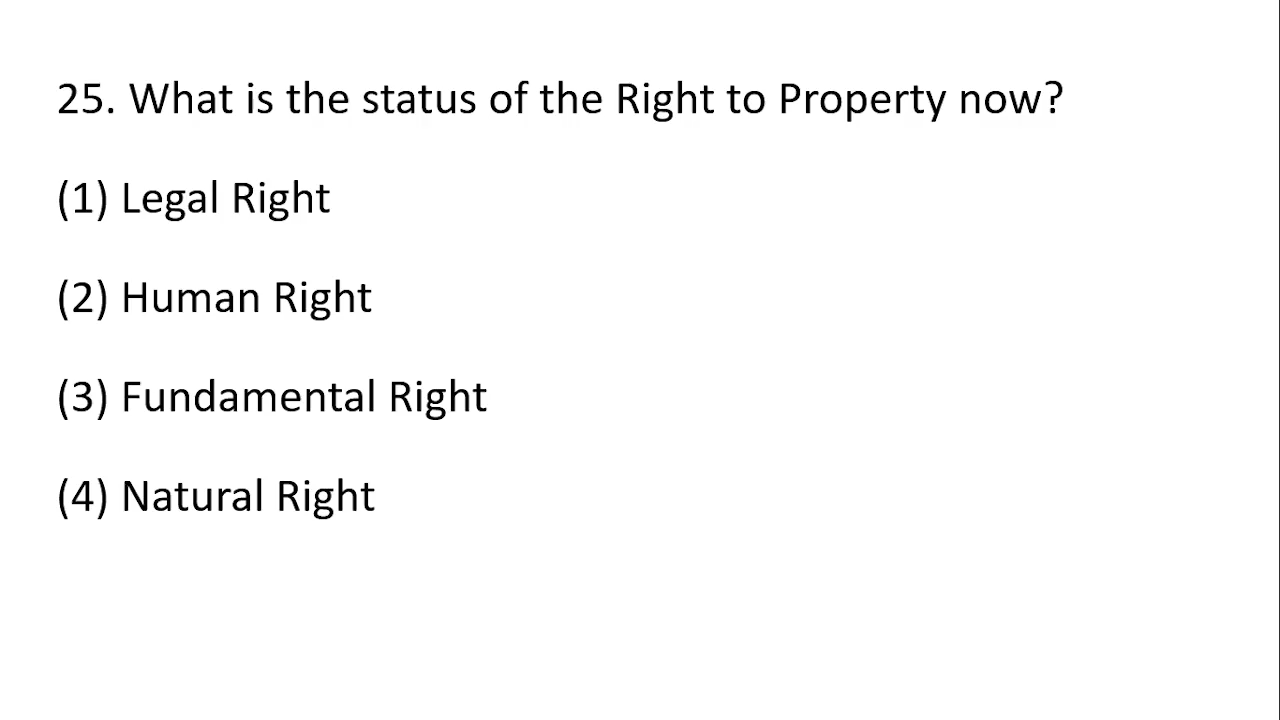 25. What is the status of the Right to Property now?
(1) Legal Right
(2) Human Right
(3) Fundamental Right
(4) Natural Right